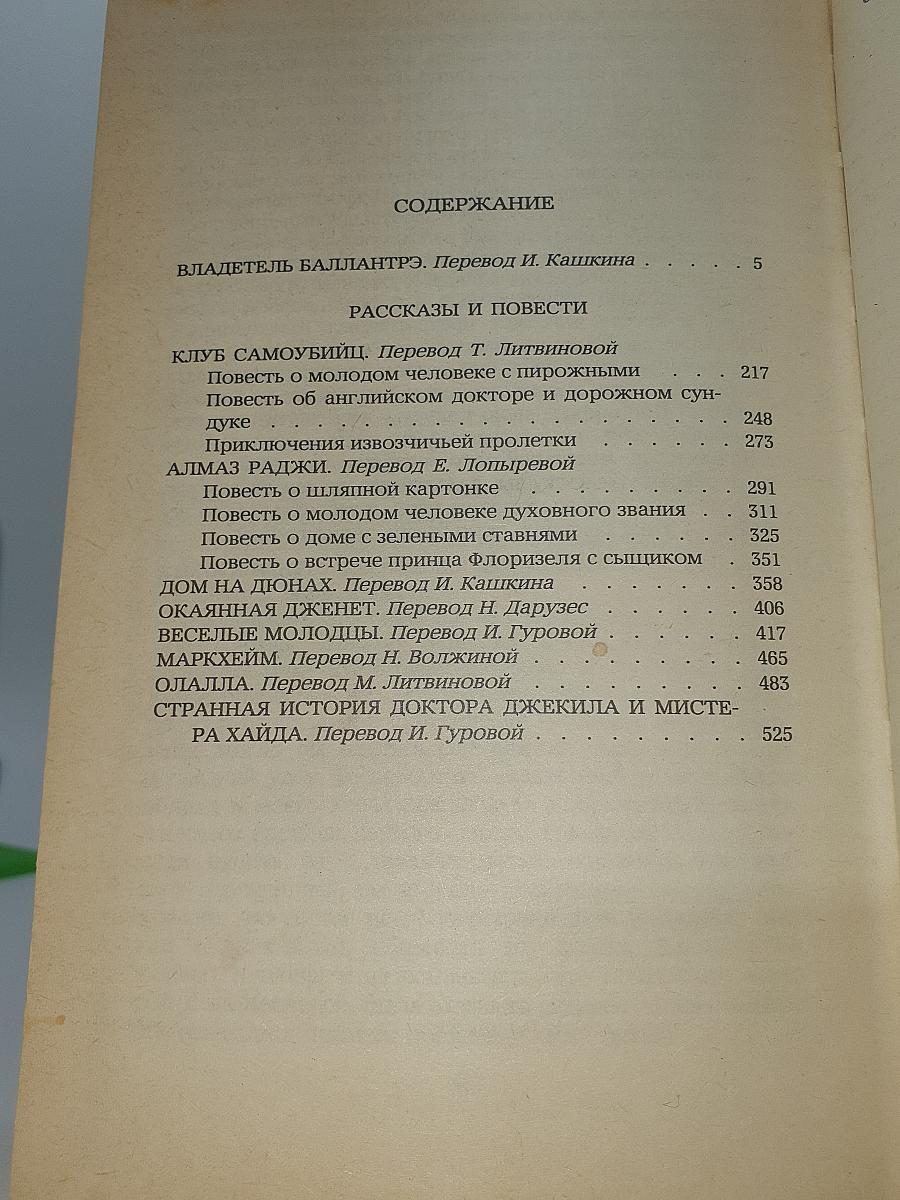 СОДЕРЖАНИЕ
ВЛАДЕТЕЛЬ БАЛЛАНТРЭ. Перевод И. Кашкина . . . . . 5
РАССКАЗЫ И ПОВЕСТИ
КЛУБ САМОУБИЙЦ. Перевод Т. Литвиновой
Повесть о молодом человеке с пирожными . . . 217
Повесть об английском докторе и дорожном сун-
дуке . . . . . . . . . . . . . . . . . . . . 248
Приключения извозчичьей пролетки . . . . . . 273
АЛМАЗ РАДЖИ. Перевод Е. Лопыревой
Повесть о шляпной картонке . . . . . . . . . 291
Повесть о молодом человеке духовного звания . . 311
Повесть о доме с зелеными ставнями . . . . . . 325
Повесть о встрече принца Флоризеля с сыщиком . 351
ДОМ НА ДЮНАХ. Перевод И. Кашкина . . . . . . . 358
ОКАЯННАЯ ДЖЕНЕТ. Перевод Н. Дарузес . . . . . . 406
ВЕСЕЛЫЕ МОЛОДЦЫ. Перевод И. Гуровой . . . . . . 417
МАРКХЕЙМ. Перевод Н. Волжиной . . . . . . . . . 465
ОЛАЛЛА. Перевод М. Литвиновой . . . . . . . . . 483
СТРАННАЯ ИСТОРИЯ ДОКТОРА ДЖЕКИЛА И МИСТЕ-
РА ХАЙДА. Перевод И. Гуровой . . . . . . . . . 525